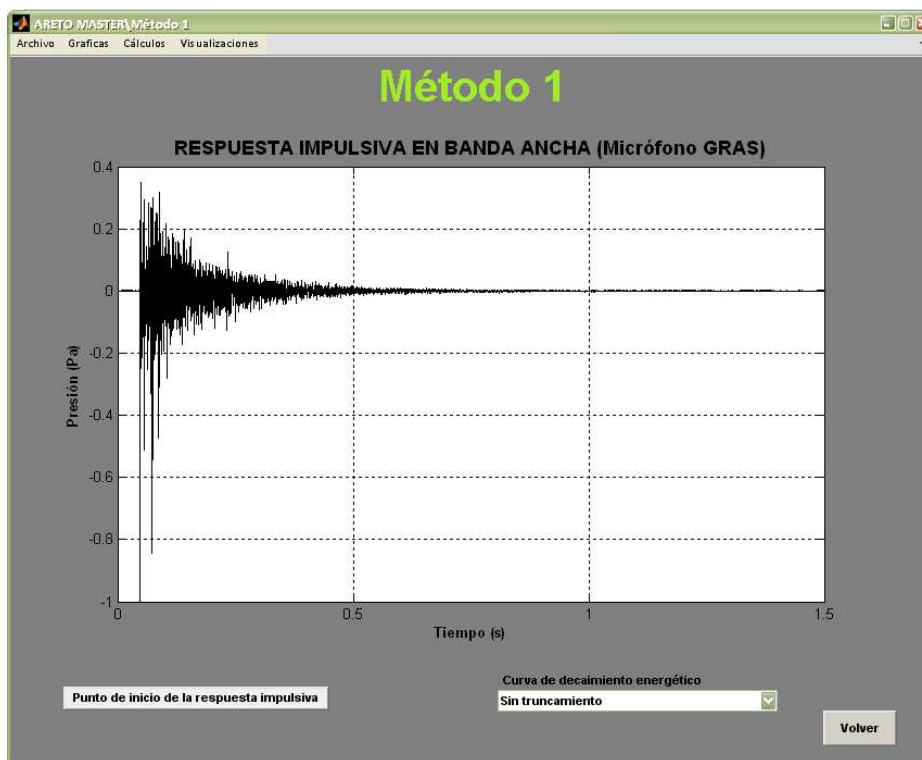 ARETO MASTER\Método 1
Archivo Graficas Cálculos Visualizaciones
Método 1
RESPUESTA IMPULSIVA EN BANDA ANCHA (Micrófono GRAS)
0.4
0.2
0
-0.2
-0.4
-0.6
-0.8
-1
Presión (Pa)
0 0.5 1 1.5
Tiempo (s)
Curva de decaimiento energético
Punto de inicio de la respuesta impulsiva
Sin truncamiento
Volver